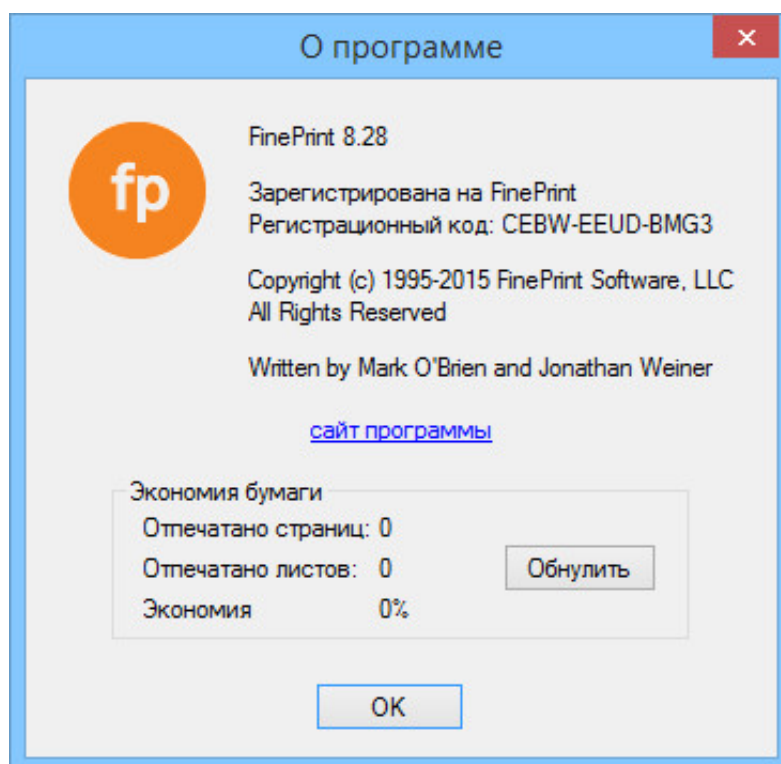 О программе
fp
FinePrint 8.28
Зарегистрирована на FinePrint
Регистрационный код: CEBW-EEUD-BMG3
Copyright (c) 1995-2015 FinePrint Software, LLC
All Rights Reserved
Written by Mark O'Brien and Jonathan Weiner
сайт программы
Экономия бумаги
Отпечатано страниц: 0
Отпечатано листов: 0
Обнулить
Экономия 0%
OK